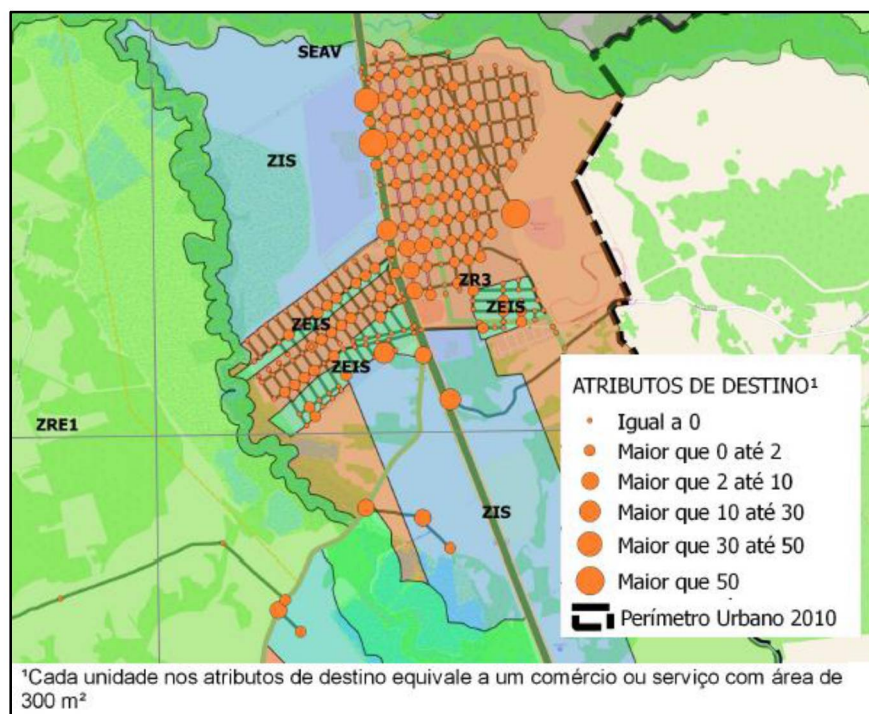 SEAV
ZIS
ZR3
ZEIS
ZEIS
ZEIS
ZRE1
ZIS
ATRIBUTOS DE DESTINO¹
Igual a 0
Maior que 0 até 2
Maior que 2 até 10
Maior que 10 até 30
Maior que 30 até 50
Maior que 50
Perímetro Urbano 2010
¹Cada unidade nos atributos de destino equivale a um comércio ou serviço com área de
300 m²